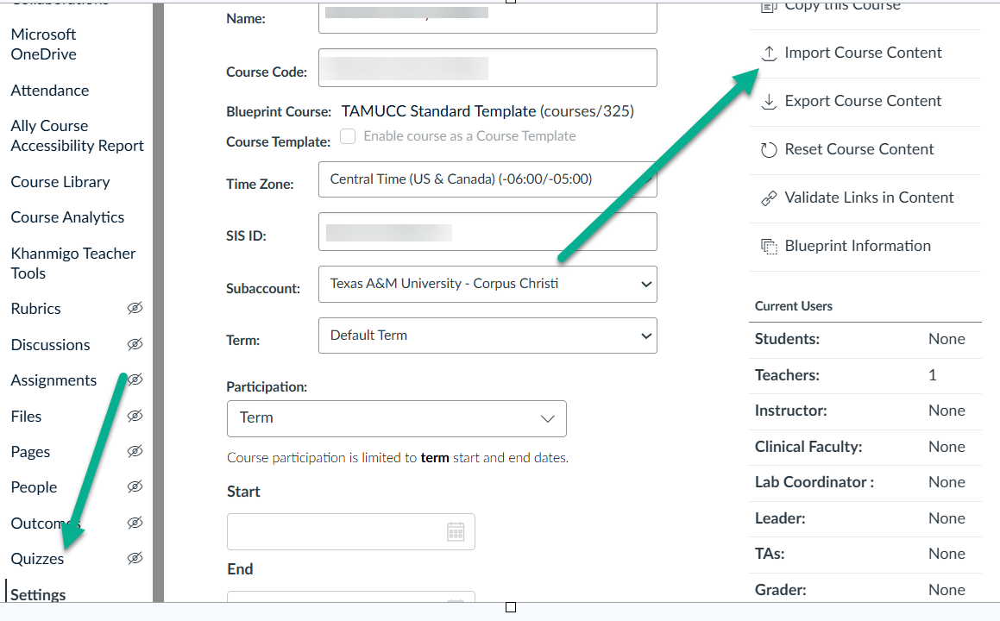 Collaborations
Microsoft
OneDrive
Attendance
Ally Course
Accessibility Report
Course Library
Course Analytics
Khanmigo Teacher
Tools
Rubrics
Discussions
Assignments
Files
Pages
People
Outcomes
Quizzes
Settings
Name:
Course Code:
Blueprint Course: TAMUCC Standard Template (courses/325)
Course Template: Enable course as a Course Template
Time Zone: Central Time (US & Canada) (-06:00/-05:00)
SIS ID:
Subaccount: Texas A&M University - Corpus Christi
Term: Default Term
Participation:
Term
Course participation is limited to term start and end dates.
Start
End
Copy this Course
Import Course Content
Export Course Content
Reset Course Content
Validate Links in Content
Blueprint Information
Current Users
Students: None
Teachers: 1
Instructor: None
Clinical Faculty: None
Lab Coordinator : None
Leader: None
TAs: None
Grader: None